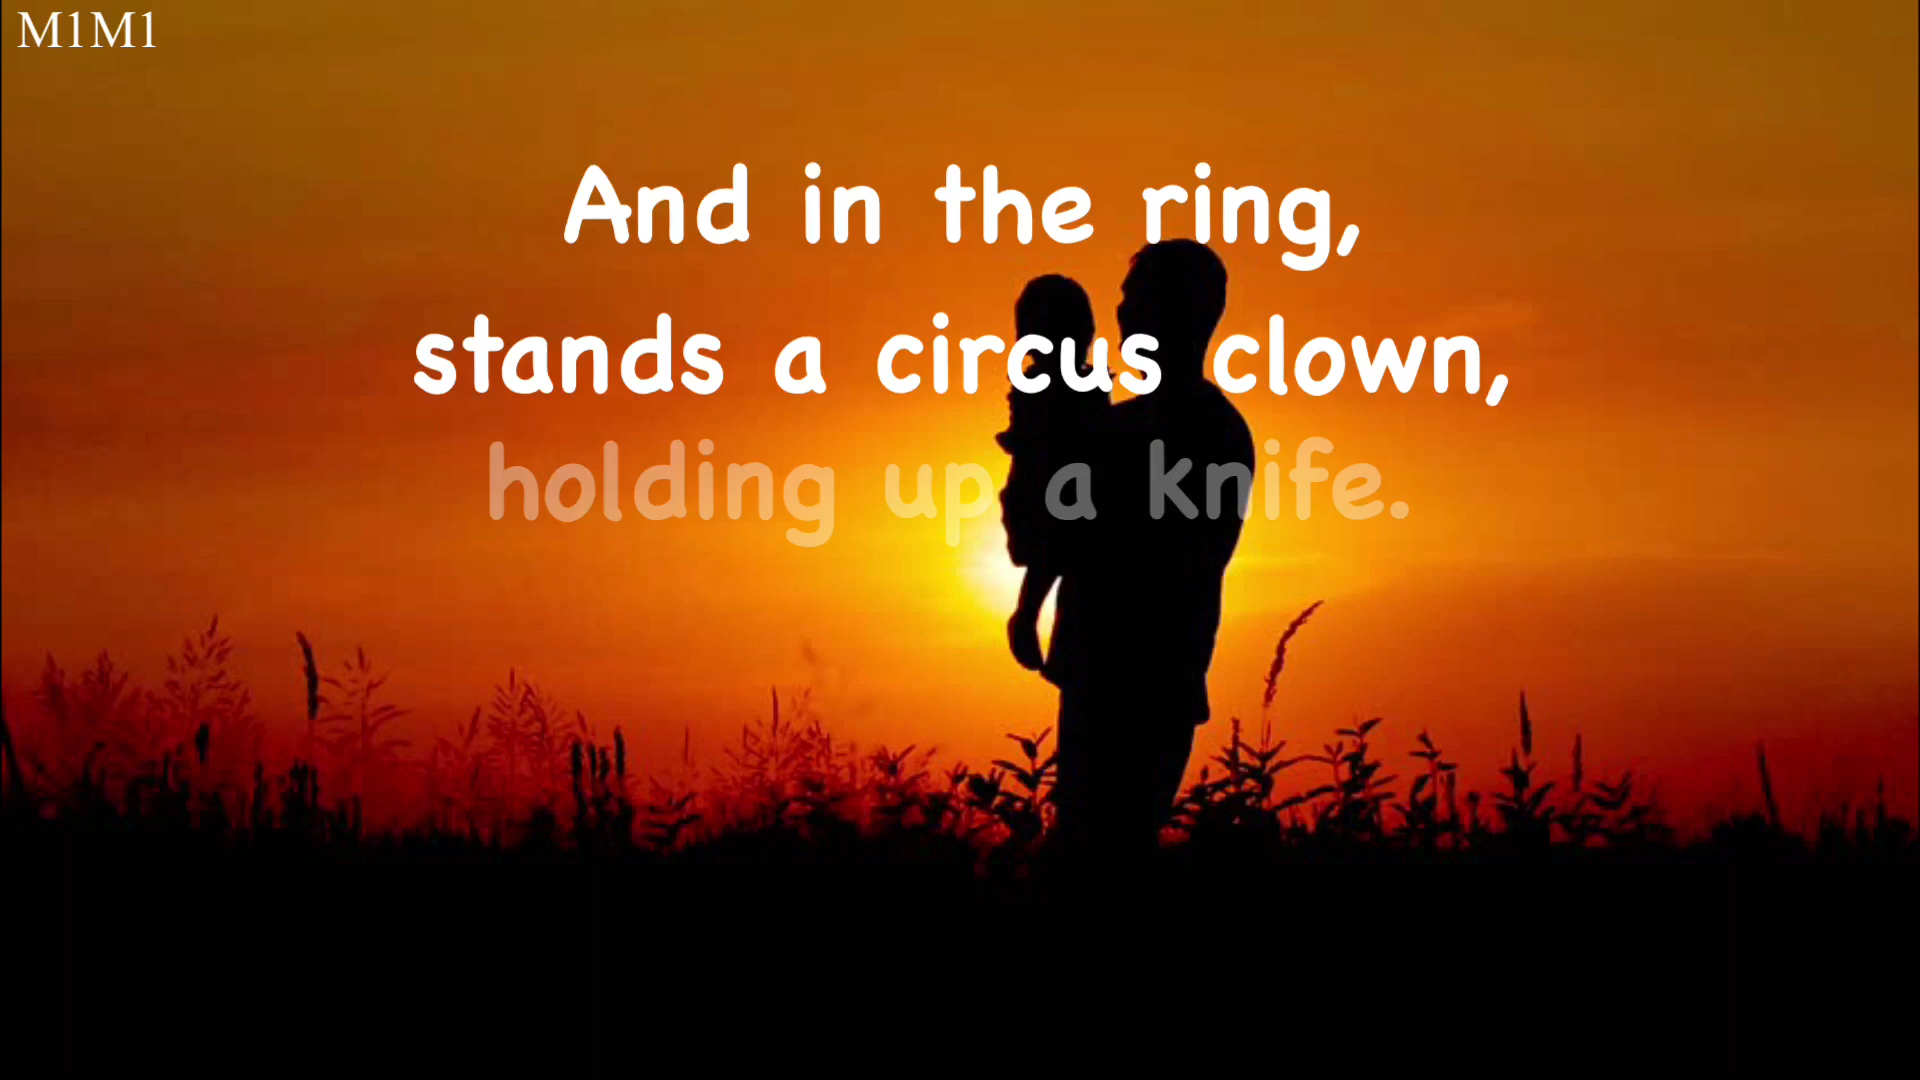 M1M1
And in the ring,
stands a circus clown,
holding up a knife.